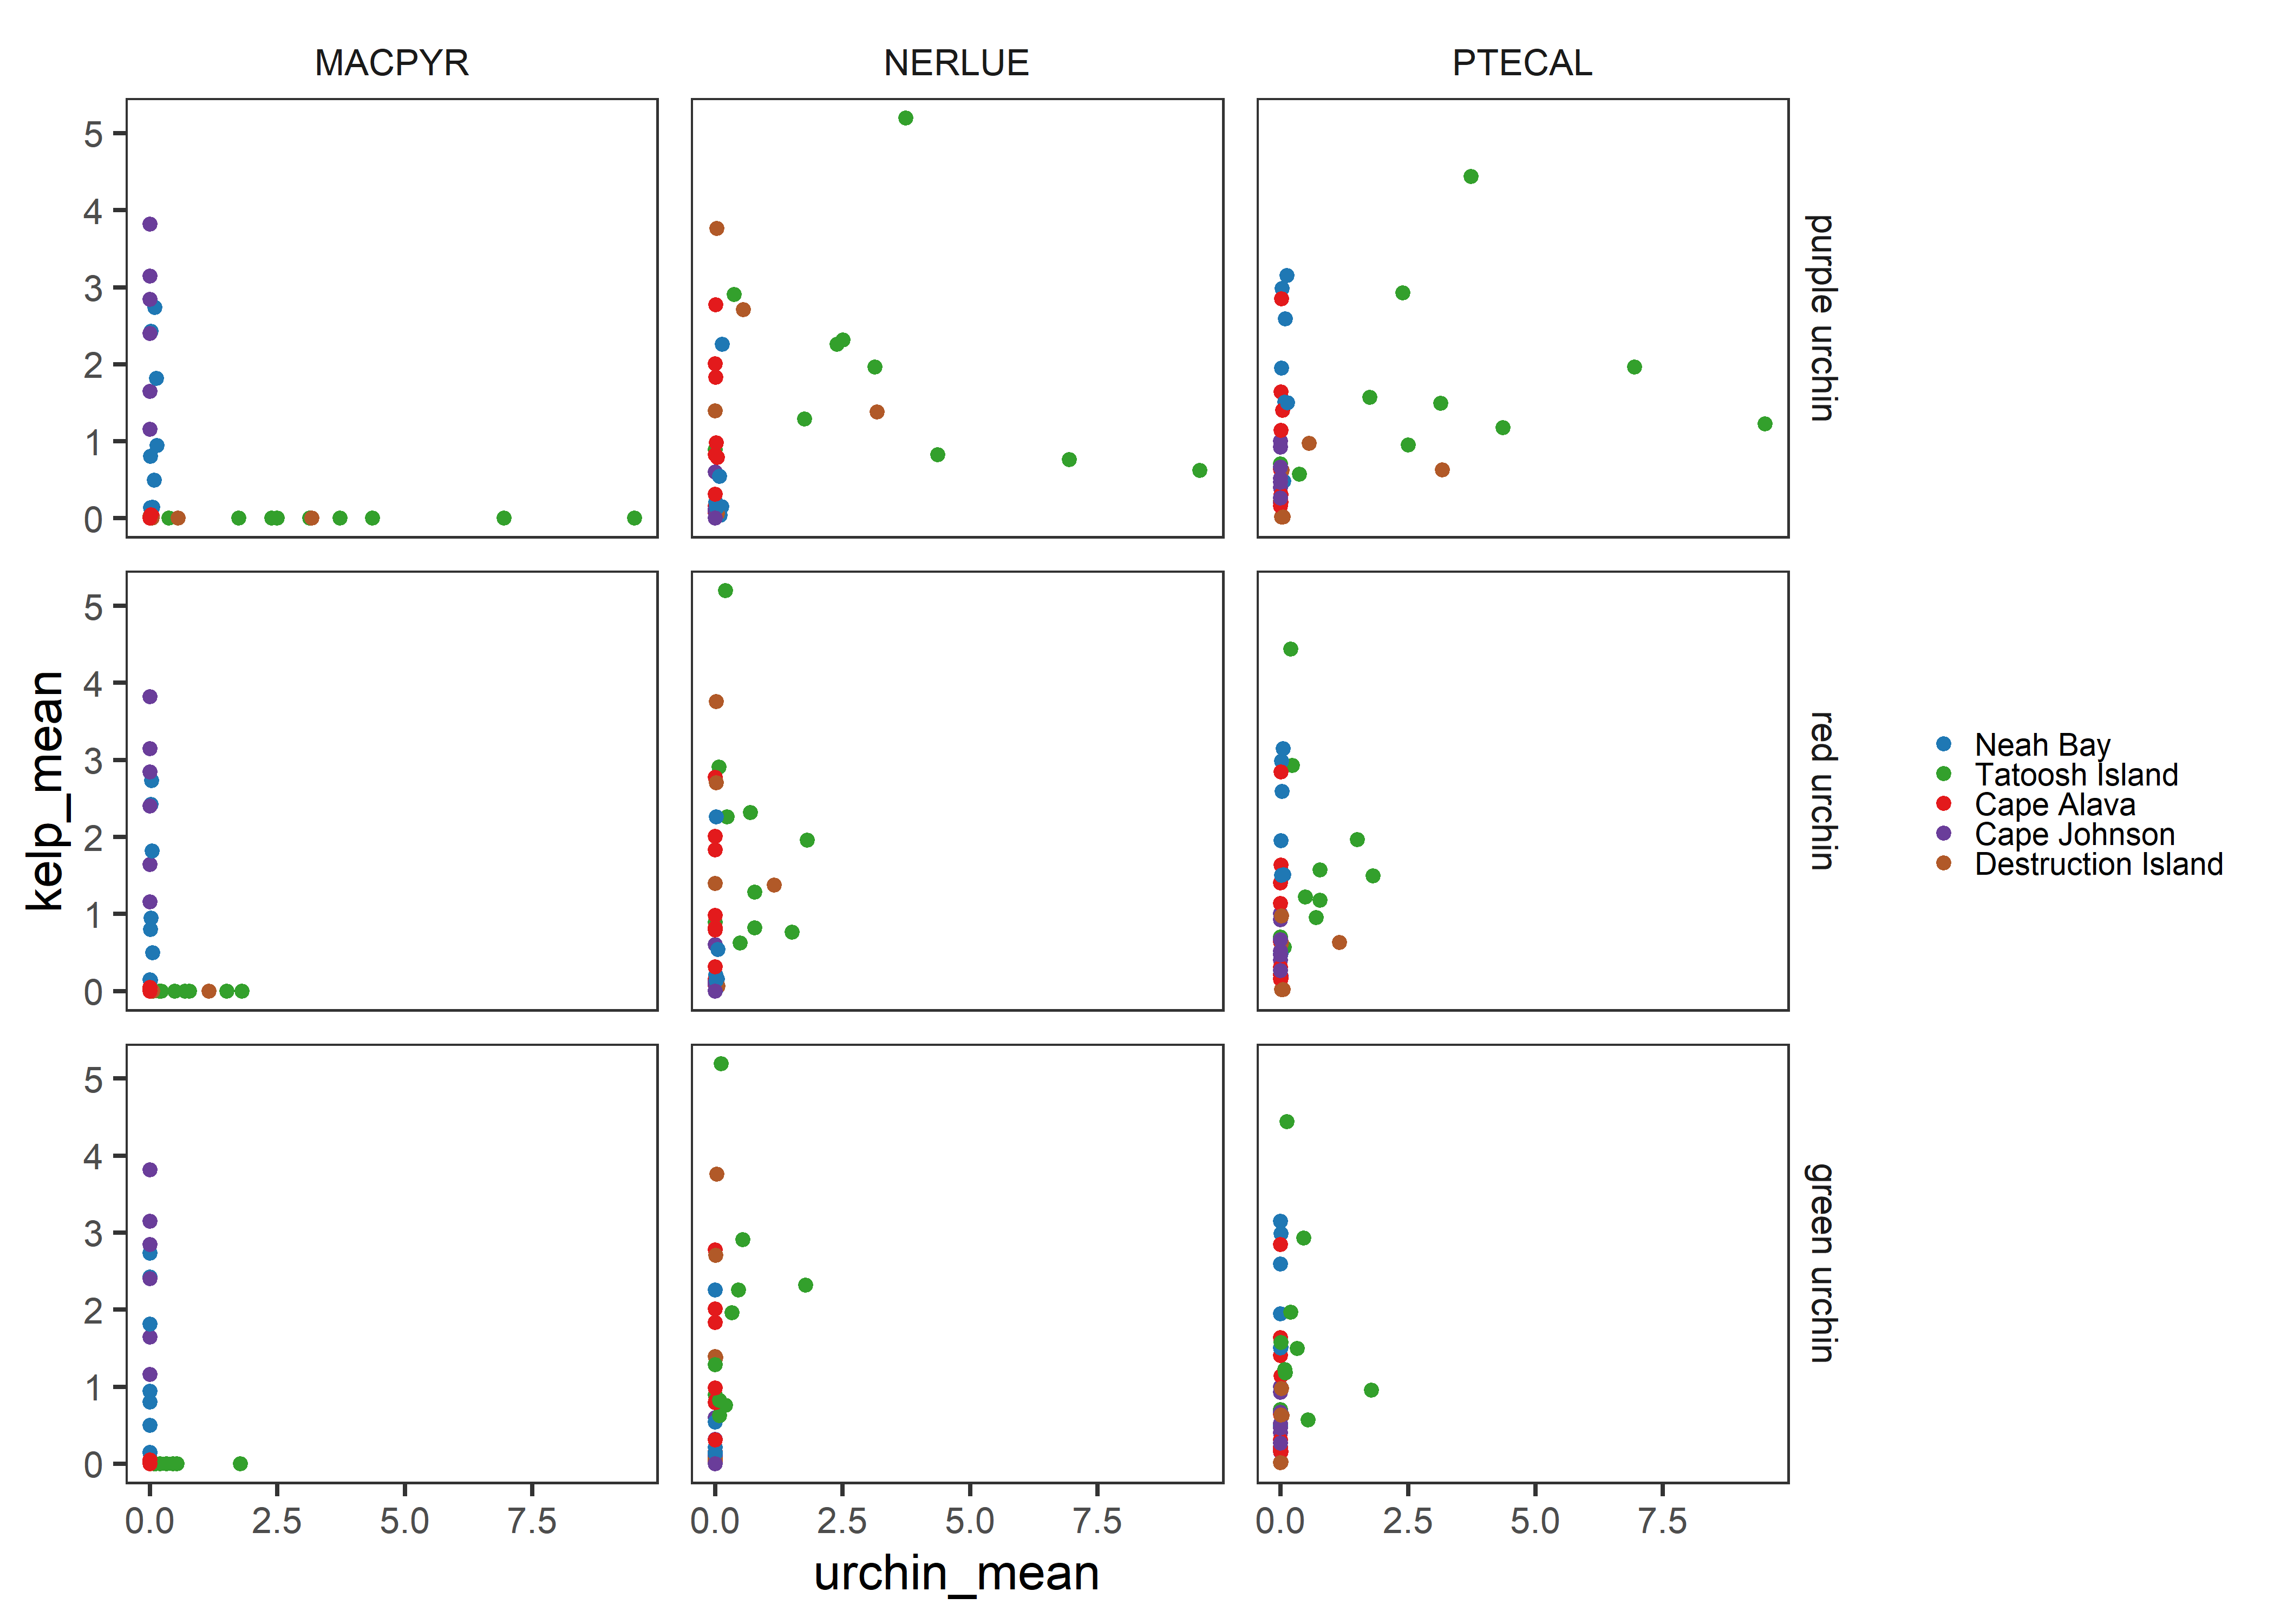 MACPYR NERLUE PTECAL
5
4
3
2
1
0
purple urchin
5
4
3
2
1
0
red urchin
5
4
3
2
1
0
green urchin
kelp_mean
0.0 2.5 5.0 7.5 0.0 2.5 5.0 7.5 0.0 2.5 5.0 7.5
urchin_mean
Neah Bay
Tatoosh Island
Cape Alava
Cape Johnson
Destruction Island